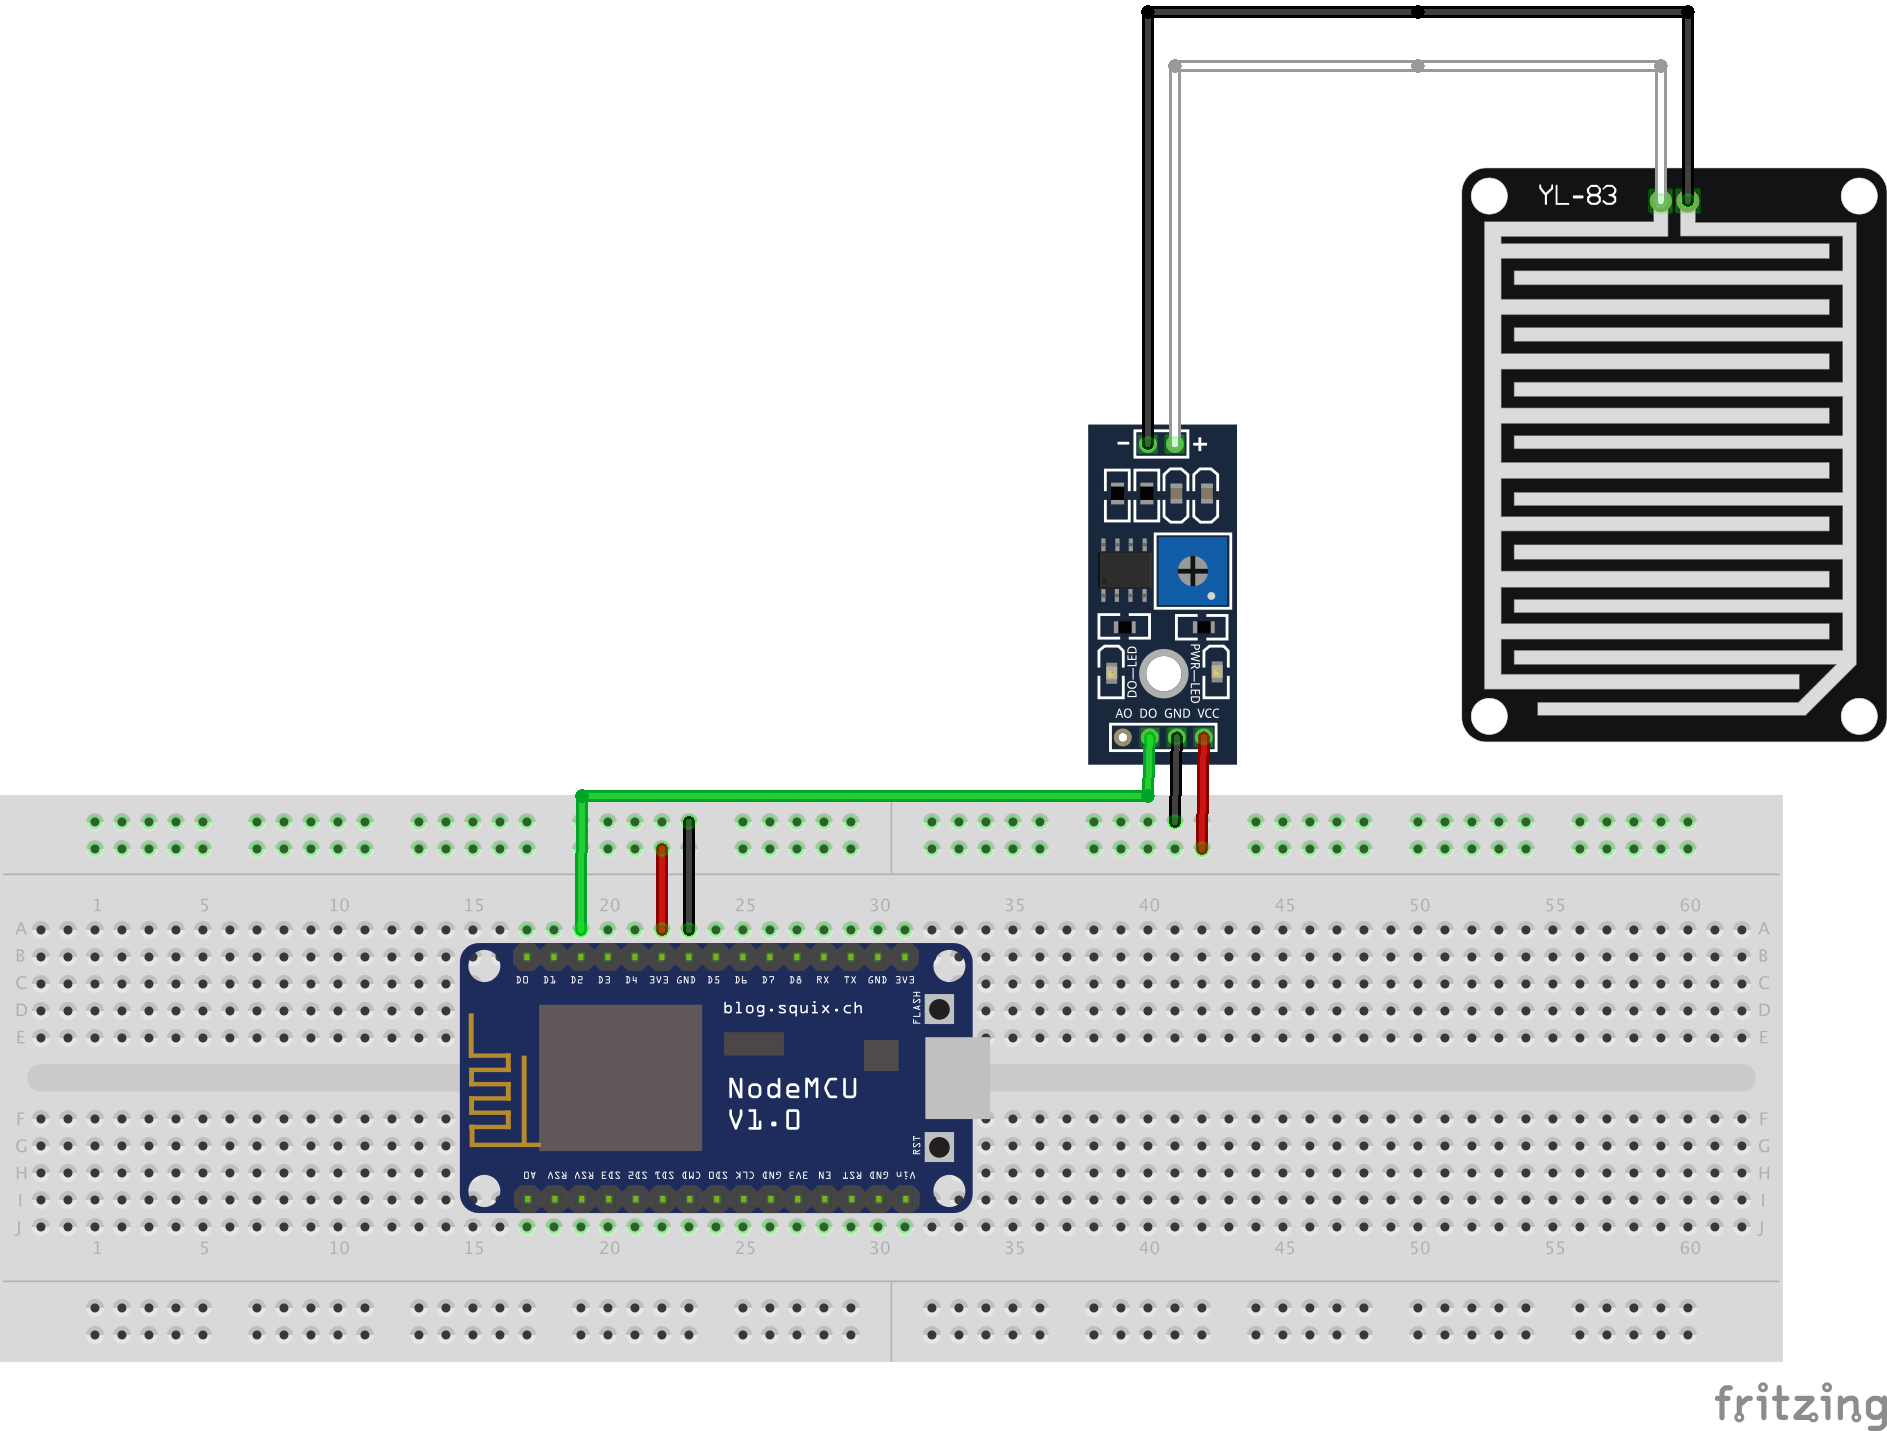 YL-83
- +
DO-LED
PWR-LED
AO DO GND VCC
1 5 10 15 20 25 30 35 40 45 50 55 60
A A
B B
C C
D D
E E
D0 D1 D2 D3 D4 3V3 GND D5 D6 D7 D8 RX TX GND 3V3
blog.squix.ch
FLASH
NodeMCU
V1.0
RST
A0 RSV RSV SD3 SD2 SD1 CMD SD0 CLK GND 3V3 EN RST GND Vin
F F
G G
H H
I I
J J
1 5 10 15 20 25 30 35 40 45 50 55 60
fritzing